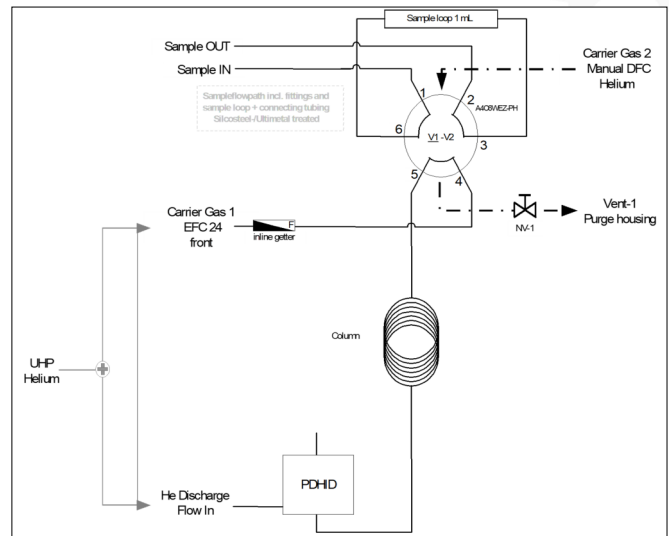 Sample loop 1 mL
Sample OUT
Sample IN
Carrier Gas 2
Manual DFC
Helium
Sampleflowpath incl. fittings and
sample loop + connecting tubing
Silcosteel-/Ultimetal treated
1
2
A4C8WEZ-PH
6
V1 -V2
3
5
4
Carrier Gas 1
EFC 24
front
F
inline getter
NV-1
Vent-1
Purge housing
Column
UHP
Helium
PDHID
He Discharge
Flow In